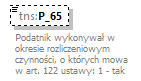 tns:P_65
Podatnik wykonywał w
okresie rozliczeniowym
czynności, o których mowa
w art. 122 ustawy: 1 - tak